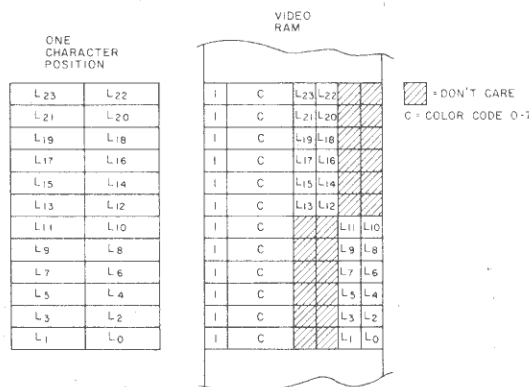 VIDEO
RAM
ONE
CHARACTER
POSITION
L23 L22 1 C L23 L22
L21 L20 1 C L21 L20
L19 L18 1 C L19 L18
L17 L16 1 C L17 L16
L15 L14 1 C L15 L14
L13 L12 1 C L13 L12
L11 L10 1 C L11 L10
L9 L8 1 C L9 L8
L7 L6 1 C L7 L6
L5 L4 1 C L5 L4
L3 L2 1 C L3 L2
L1 L0 1 C L1 L0
= DON'T CARE
C = COLOR CODE 0-7